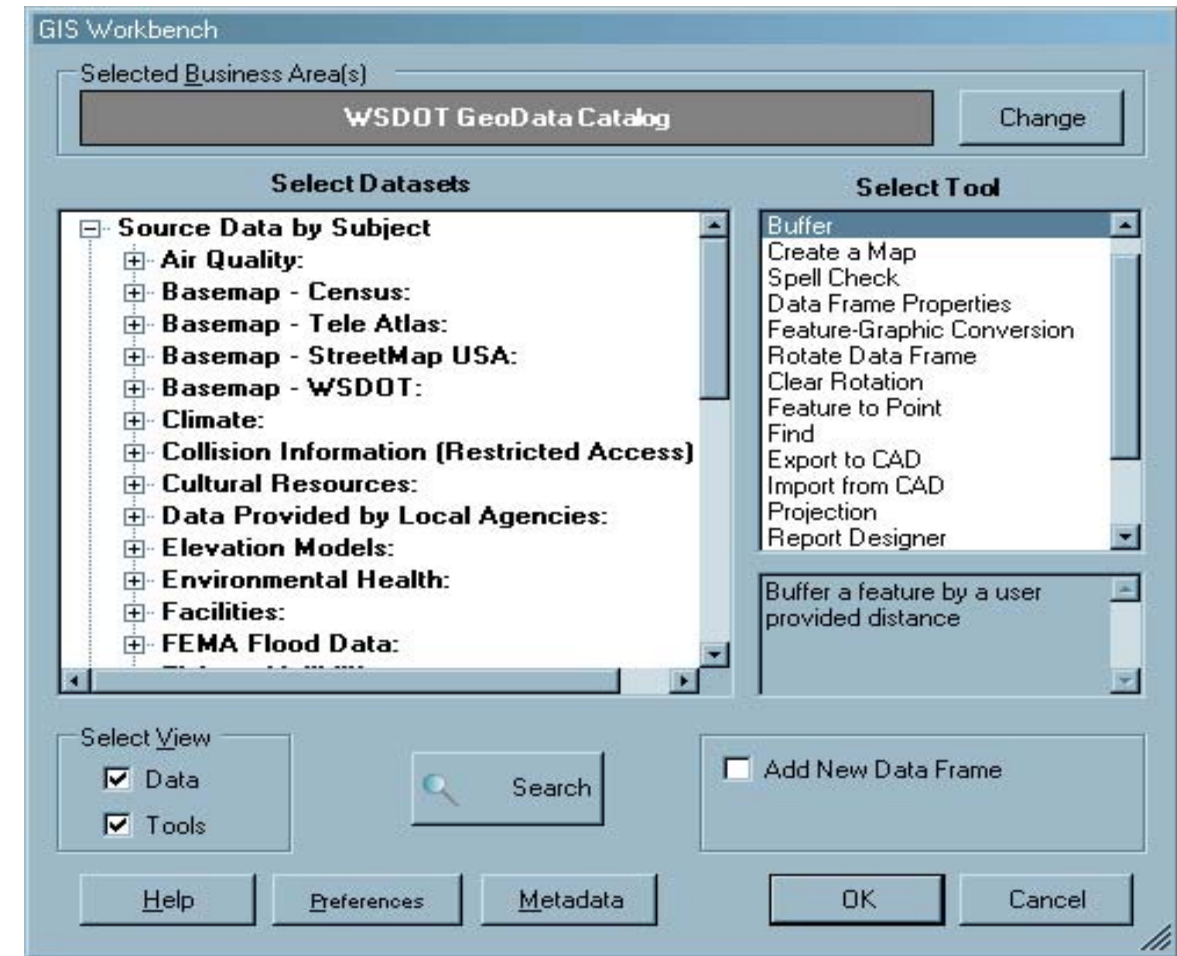 GIS Workbench
Selected Business Area(s)
WSDOT GeoData Catalog
Change
Select Datasets
Source Data by Subject
Air Quality:
Basemap - Census:
Basemap - Tele Atlas:
Basemap - StreetMap USA:
Basemap - WSDOT:
Climate:
Collision Information (Restricted Access)
Cultural Resources:
Data Provided by Local Agencies:
Elevation Models:
Environmental Health:
Facilities:
FEMA Flood Data:
Select Tool
Buffer
Create a Map
Spell Check
Data Frame Properties
Feature-Graphic Conversion
Rotate Data Frame
Clear Rotation
Feature to Point
Find
Export to CAD
Import from CAD
Projection
Report Designer
Buffer a feature by a user
provided distance
Select View
Data
Tools
Search
Add New Data Frame
Help
Preferences
Metadata
OK
Cancel